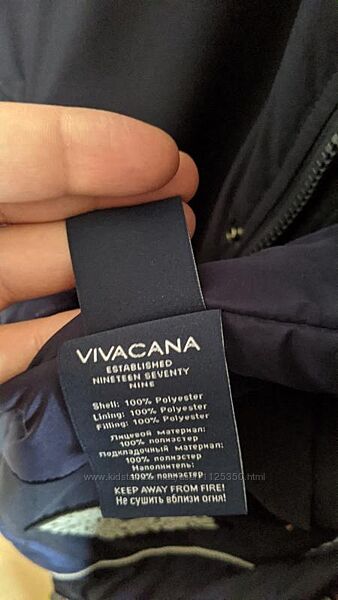 VIVACANA
ESTABLISHED
NINETEEN SEVENTY
NINE
Shell: 100% Polyester
Lining: 100% Polyester
Filling: 100% Polyester
Лицевой материал:
100% полиэстер
Подкладочный материал:
100% полиэстер
Наполнитель:
100% полиэстер
KEEP AWAY FROM FIRE!
Не сушить вблизи огня!